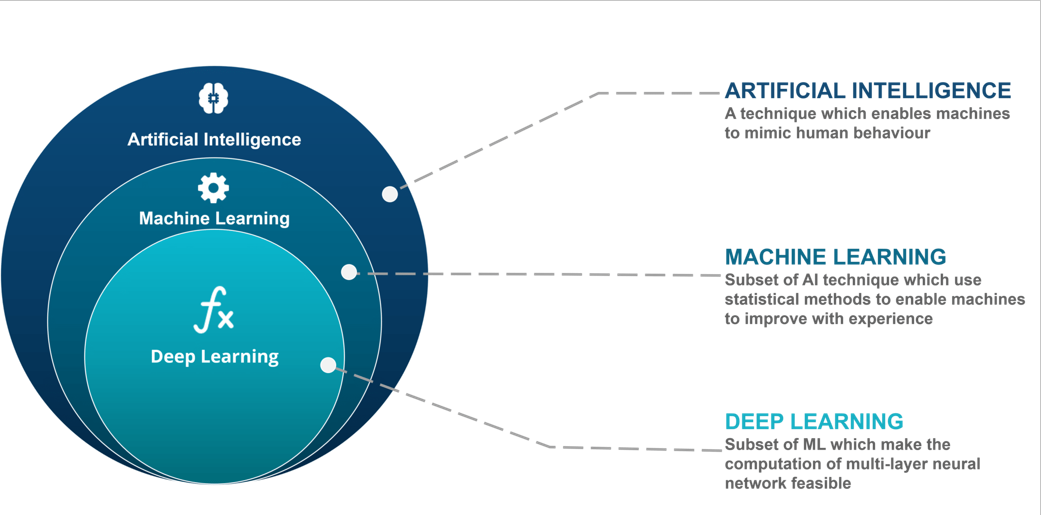 Artificial Intelligence
Machine Learning
fx
Deep Learning
ARTIFICIAL INTELLIGENCE
A technique which enables machines
to mimic human behaviour
MACHINE LEARNING
Subset of AI technique which use
statistical methods to enable machines
to improve with experience
DEEP LEARNING
Subset of ML which make the
computation of multi-layer neural
network feasible